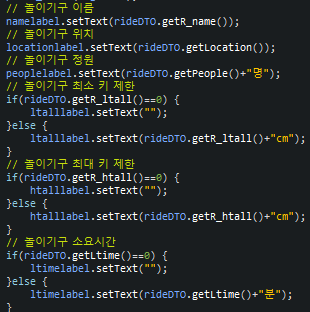 // 놀이기구 이름
namelabel.setText(rideDTO.getR_name());
// 놀이기구 위치
locationlabel.setText(rideDTO.getLocation());
// 놀이기구 정원
peoplelabel.setText(rideDTO.getPeople()+"명");
// 놀이기구 최소 키 제한
if(rideDTO.getR_ltall()==0) {
    ltalllabel.setText("");
}else {
    ltalllabel.setText(rideDTO.getR_ltall()+"cm");
}
// 놀이기구 최대 키 제한
if(rideDTO.getR_htall()==0) {
    htalllabel.setText("");
}else {
    htalllabel.setText(rideDTO.getR_htall()+"cm");
}
// 놀이기구 소요시간
if(rideDTO.getLtime()==0) {
    ltimelabel.setText("");
}else {
    ltimelabel.setText(rideDTO.getLtime()+"분");
}